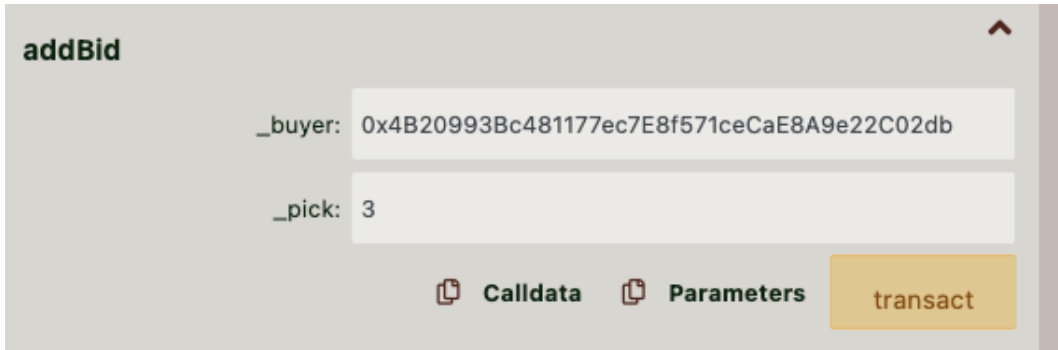 addBid
_buyer: 0x4B20993Bc481177ec7E8f571ceCaE8A9e22C02db
_pick: 3
Calldata Parameters transact